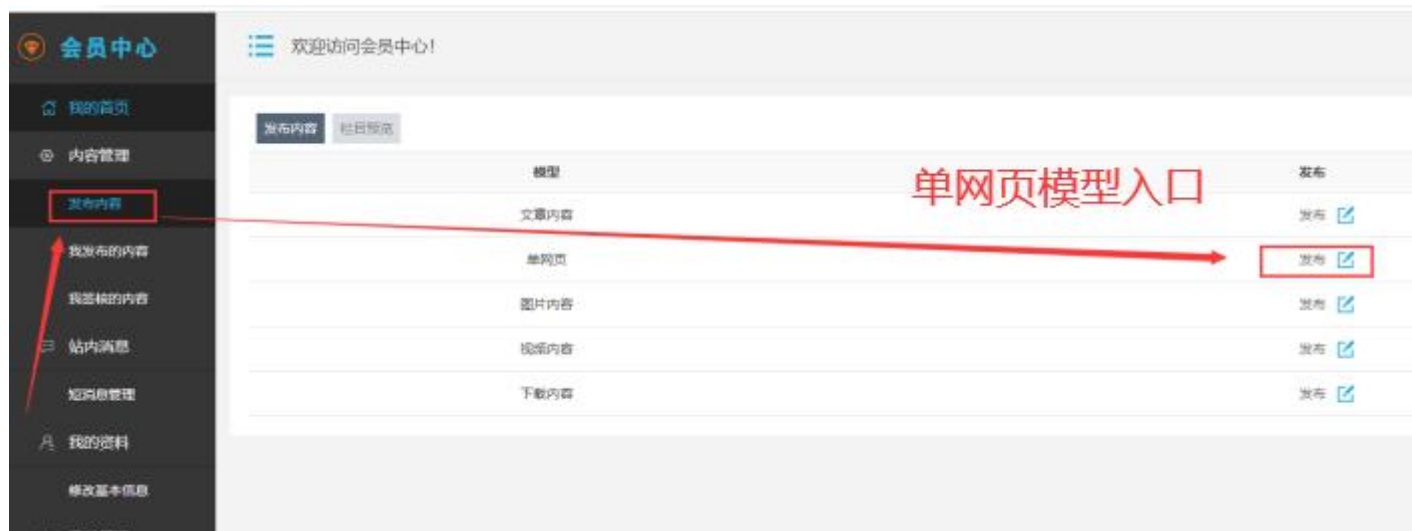 会员中心
欢迎访问会员中心!
我的首页
发布内容 栏目预览
内容管理
模型 发布
单网页模型入口
发布内容
文章内容 发布
我发布的内容
单网页 发布
我签核的内容
图片内容 发布
站内消息
视频内容 发布
短消息管理
下载内容 发布
我的资料
修改基本信息